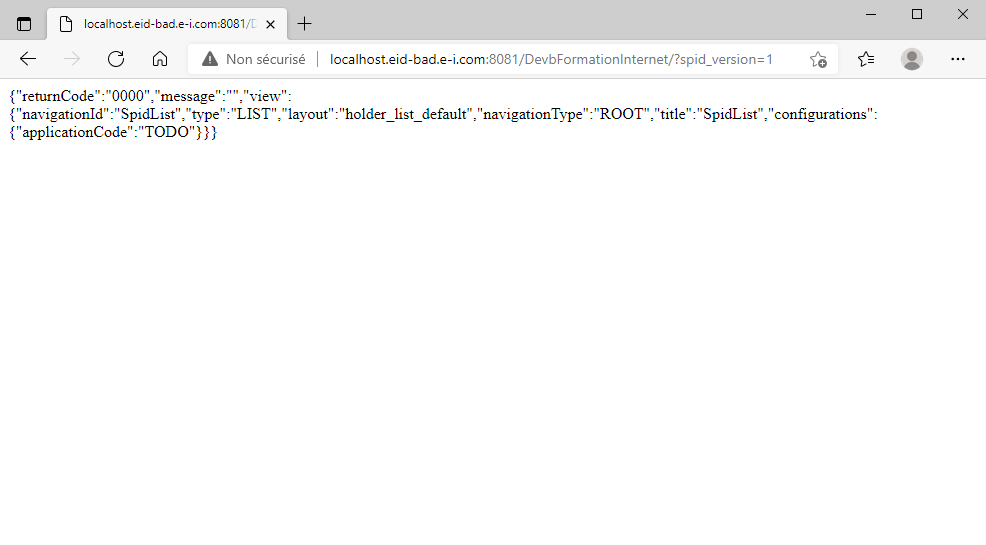 localhost.eid-bad.e-i.com:8081/D
Non sécurisé
localhost.eid-bad.e-i.com:8081/DevbFormationInternet/?spid_version=1
{"returnCode":"0000","message":"","view":
{"navigationId":"SpidList","type":"LIST","layout":"holder_list_default","navigationType":"ROOT","title":"SpidList","configurations":
{"applicationCode":"TODO"}}}